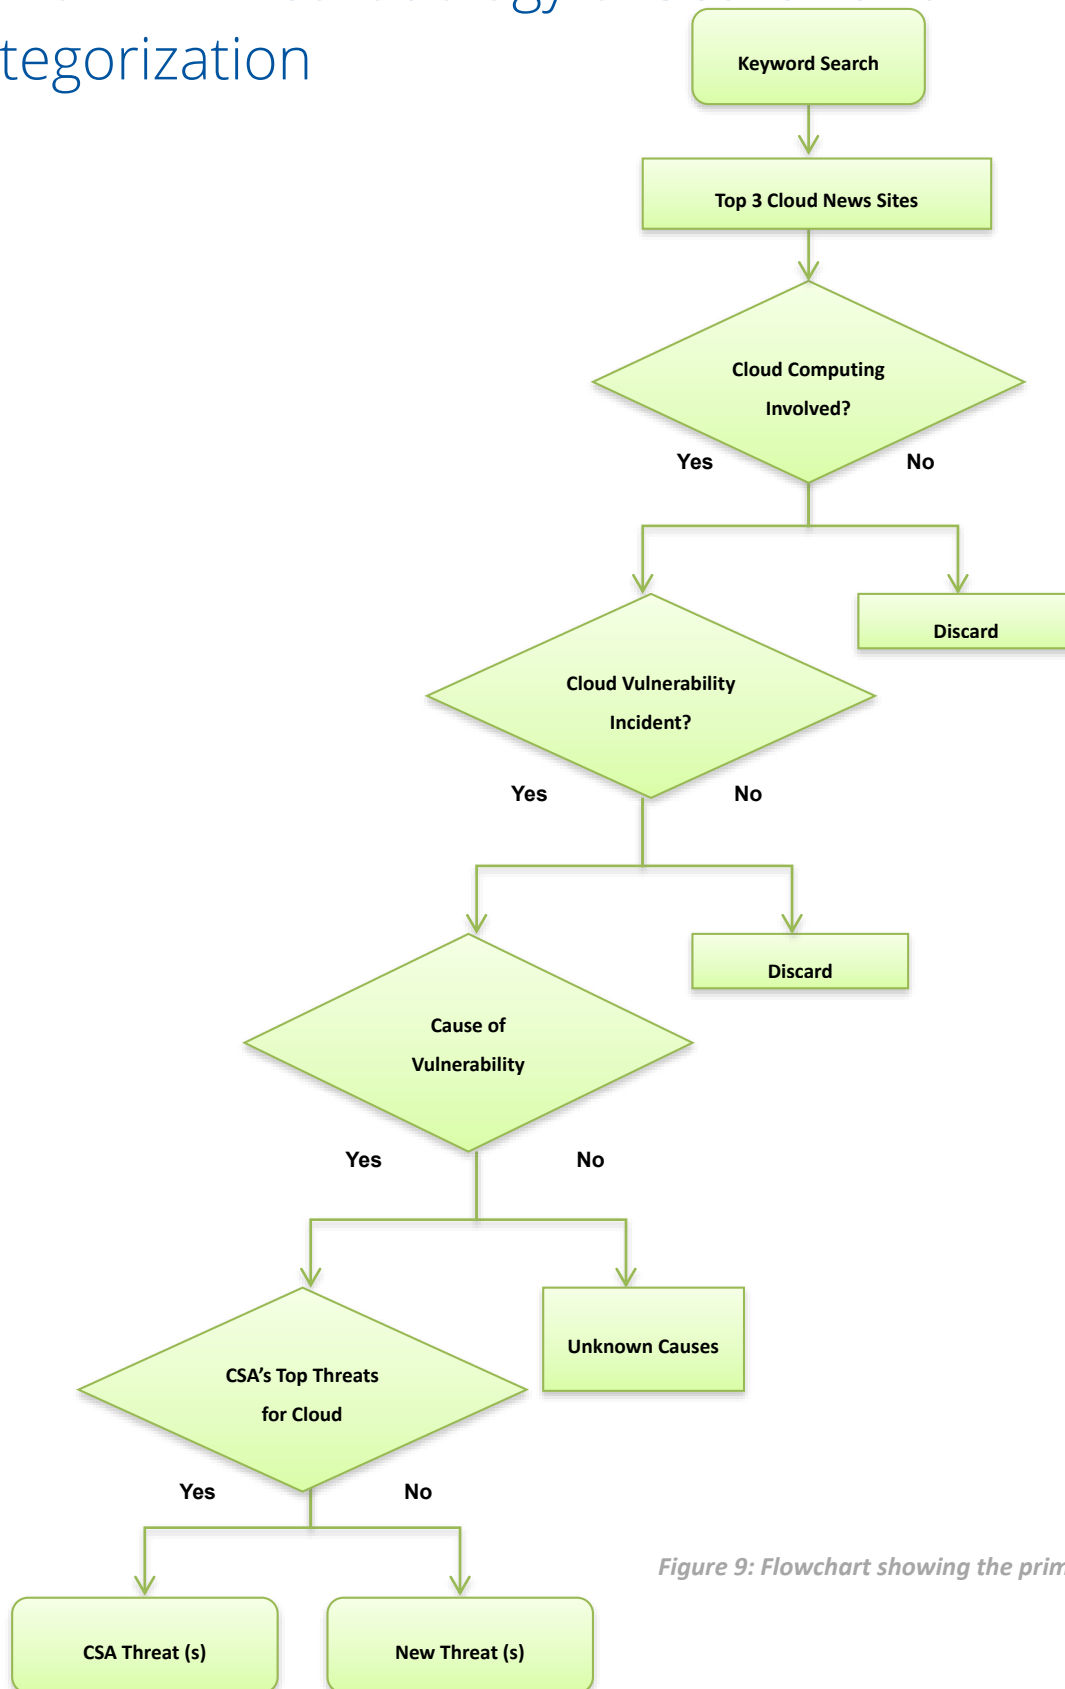 tegorization
Keyword Search
Top 3 Cloud News Sites
Cloud Computing
Involved?
Yes
No
Discard
Cloud Vulnerability
Incident?
Yes
No
Discard
Cause of
Vulnerability
Yes
No
Unknown Causes
CSA’s Top Threats
for Cloud
Yes
No
Figure 9: Flowchart showing the prim
CSA Threat (s)
New Threat (s)